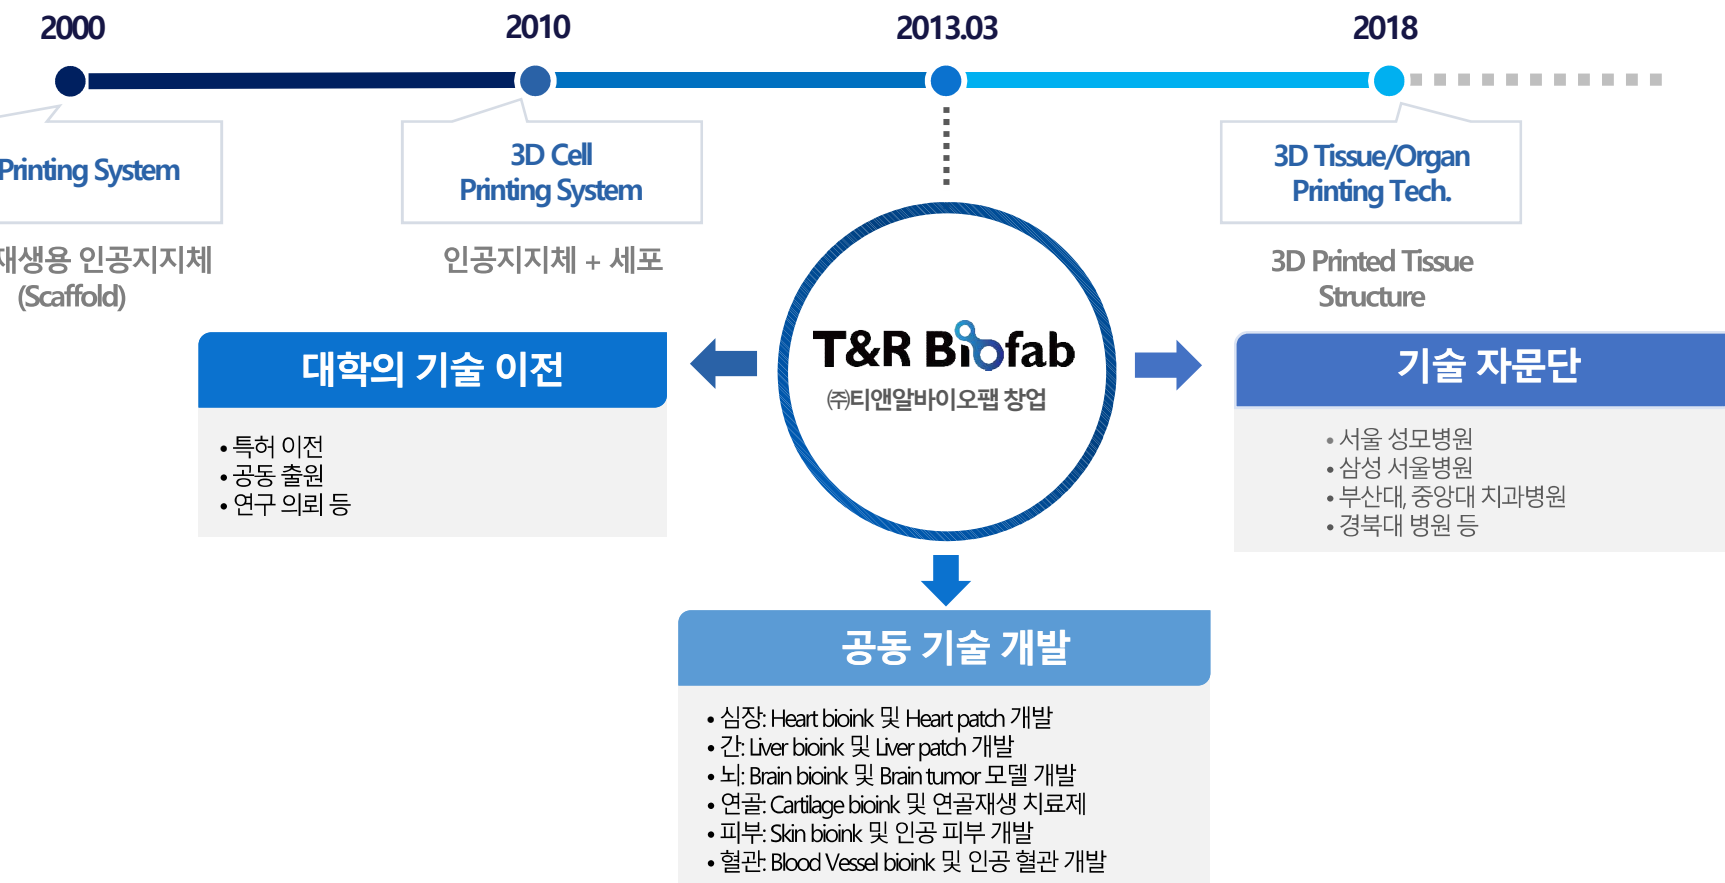 2000
2010
2013.03
2018
Printing System
3D Cell
Printing System
3D Tissue/Organ
Printing Tech.
재생용 인공지지체
(Scaffold)
인공지지체 + 세포
3D Printed Tissue
Structure
T&R Biofab
㈜티앤알바이오팹 창업
대학의 기술 이전
• 특허 이전
• 공동 출원
• 연구 의뢰 등
기술 자문단
• 서울 성모병원
• 삼성 서울병원
• 부산대, 중앙대 치과병원
• 경북대 병원 등
공동 기술 개발
• 심장: Heart bioink 및 Heart patch 개발
• 간: Liver bioink 및 Liver patch 개발
• 뇌: Brain bioink 및 Brain tumor 모델 개발
• 연골: Cartilage bioink 및 연골재생 치료제
• 피부: Skin bioink 및 인공 피부 개발
• 혈관: Blood Vessel bioink 및 인공 혈관 개발